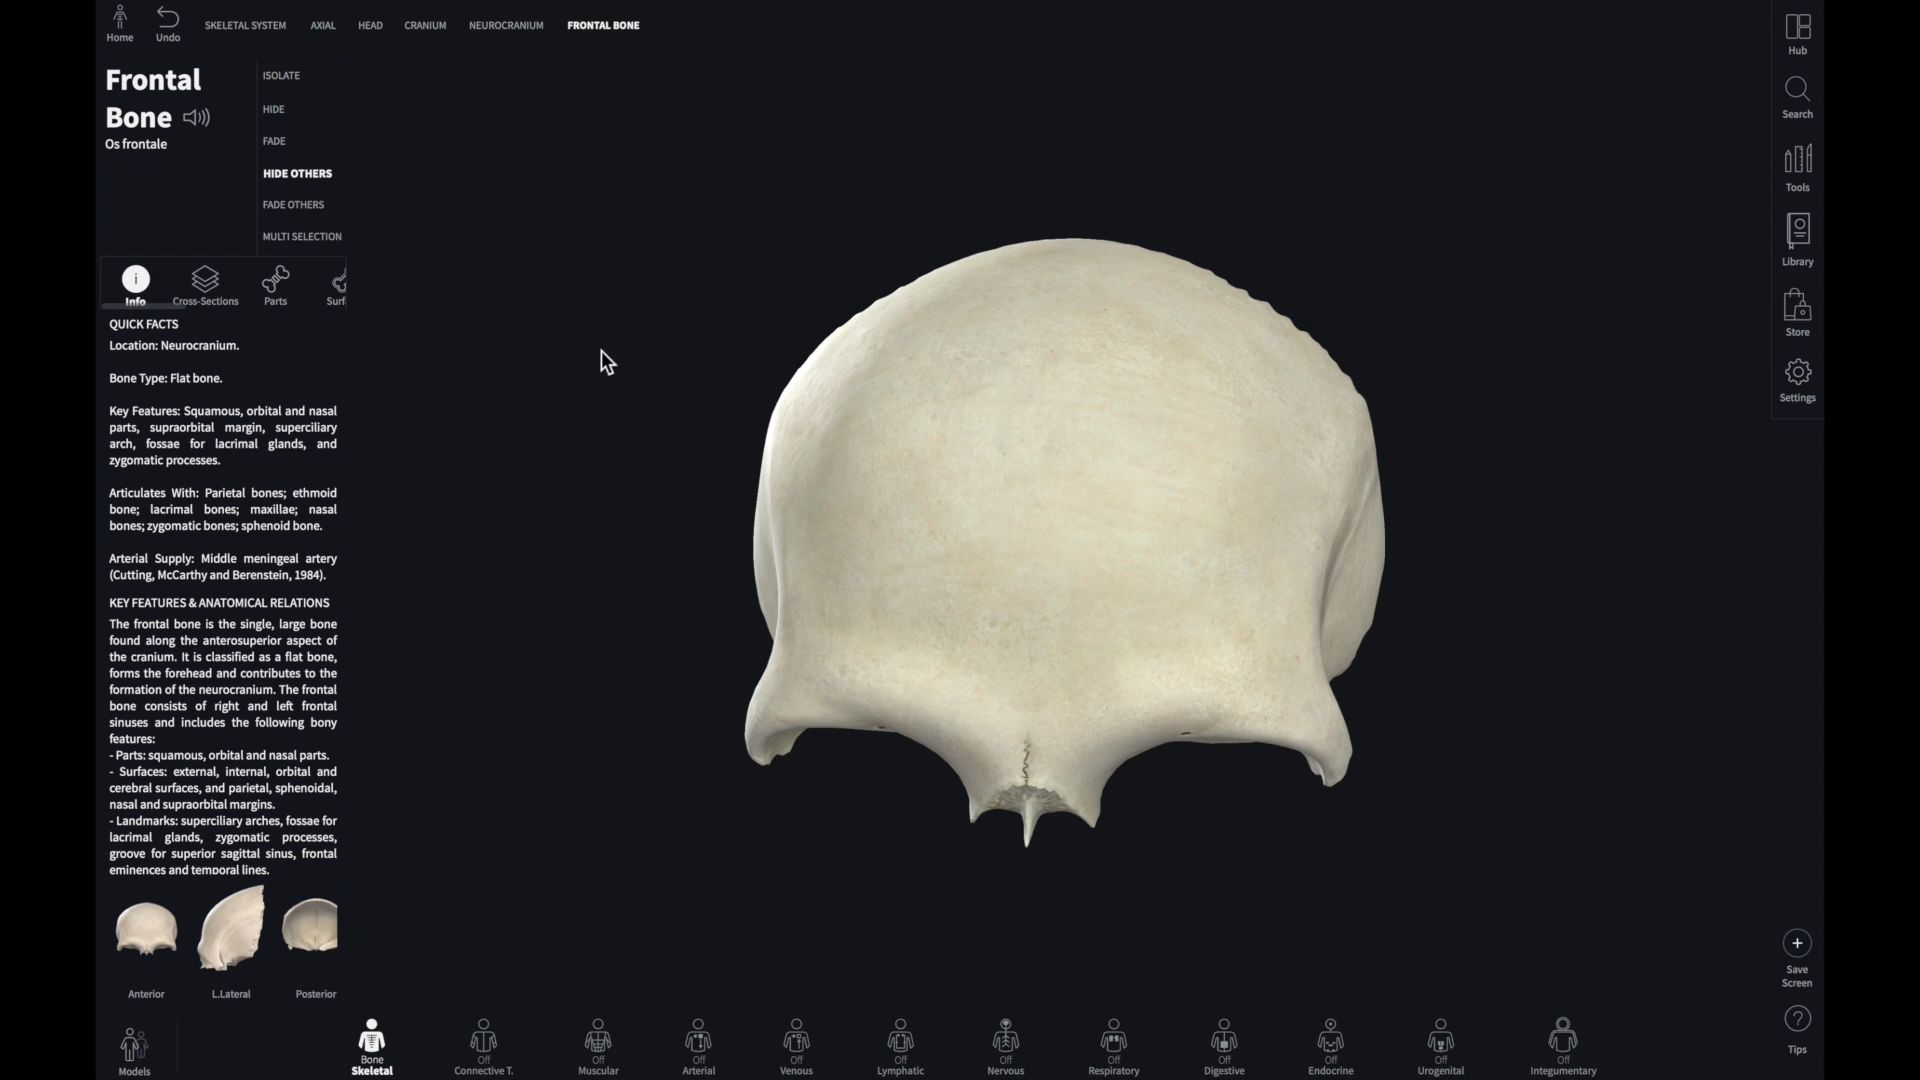 Home
Undo
SKELETAL SYSTEM
AXIAL
HEAD
CRANIUM
NEUROCRANIUM
FRONTAL BONE
Frontal
Bone
Os frontale
ISOLATE
HIDE
FADE
HIDE OTHERS
FADE OTHERS
MULTI SELECTION
Info
Cross-Sections
Parts
Surf
QUICK FACTS
Location: Neurocranium.
Bone Type: Flat bone.
Key Features: Squamous, orbital and nasal
parts, supraorbital margin, superciliary
arch, fossae for lacrimal glands, and
zygomatic processes.
Articulates With: Parietal bones; ethmoid
bone; lacrimal bones; maxillae; nasal
bones; zygomatic bones; sphenoid bone.
Arterial Supply: Middle meningeal artery
(Cutting, McCarthy and Berenstein, 1984).
KEY FEATURES & ANATOMICAL RELATIONS
The frontal bone is the single, large bone
found along the anterosuperior aspect of
the cranium. It is classified as a flat bone,
forms the forehead and contributes to the
formation of the neurocranium. The frontal
bone consists of right and left frontal
sinuses and includes the following bony
features:
- Parts: squamous, orbital and nasal parts.
- Surfaces: external, internal, orbital and
cerebral surfaces, and parietal, sphenoidal,
nasal and supraorbital margins.
- Landmarks: superciliary arches, fossae for
lacrimal glands, zygomatic processes,
groove for superior sagittal sinus, frontal
eminences and temporal lines.
Anterior
L.Lateral
Posterior
Models
Bone
Skeletal
Off
Connective T.
Off
Muscular
Off
Arterial
Off
Venous
Off
Lymphatic
Off
Nervous
Off
Respiratory
Off
Digestive
Off
Endocrine
Off
Urogenital
Off
Integumentary
Hub
Search
Tools
Library
Store
Settings
Save
Screen
Tips